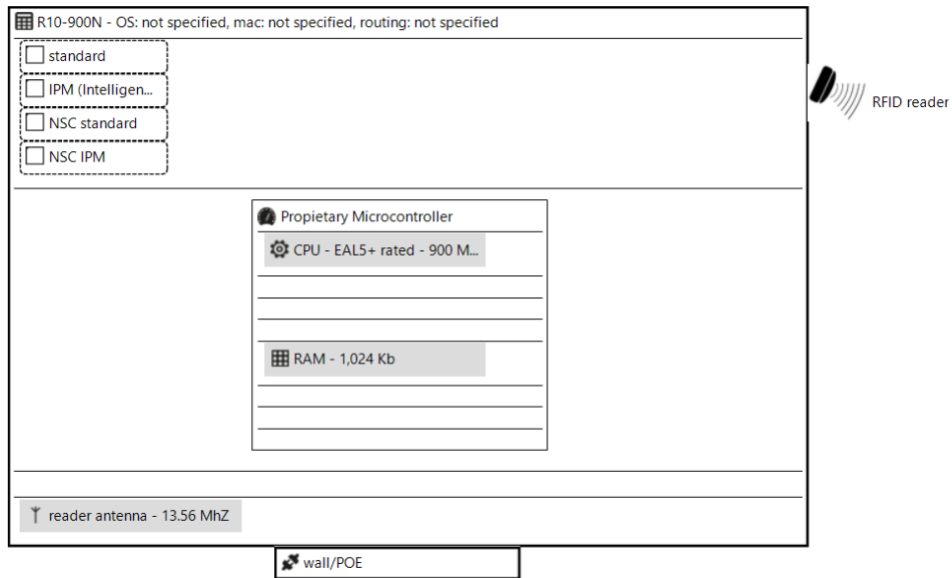 R10-900N - OS: not specified, mac: not specified, routing: not specified
standard
IPM (Intelligen...
NSC standard
NSC IPM
RFID reader
Propietary Microcontroller
CPU - EAL5+ rated - 900 M...
RAM - 1,024 Kb
reader antenna - 13.56 MhZ
wall/POE